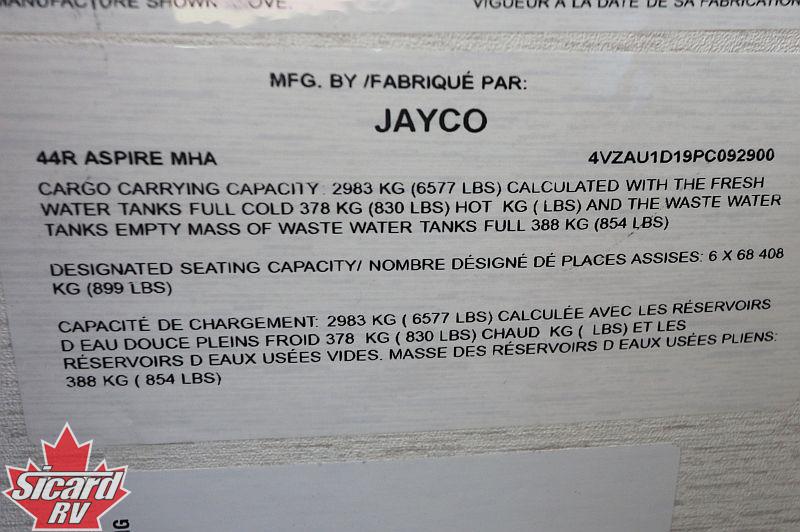 MANUFACTURE SHOWN OVE.
VIGUEUR À LA DATE DE SA FABRICATION
MFG. BY /FABRIQUÉ PAR:
JAYCO
44R ASPIRE MHA 4VZAU1D19PC092900
CARGO CARRYING CAPACITY: 2983 KG (6577 LBS) CALCULATED WITH THE FRESH
WATER TANKS FULL COLD 378 KG (830 LBS) HOT KG ( LBS) AND THE WASTE WATER
TANKS EMPTY MASS OF WASTE WATER TANKS FULL 388 KG (854 LBS)
DESIGNATED SEATING CAPACITY/ NOMBRE DÉSIGNÉ DÉ PLACES ASSISES: 6 X 68 408
KG (899 LBS)
CAPACITÉ DE CHARGEMENT: 2983 KG ( 6577 LBS) CALCULÉE AVEC LES RÉSERVOIRS
D EAU DOUCE PLEINS FROID 378 KG ( 830 LBS) CHAUD KG ( LBS) ET LES
RÉSERVOIRS D EAUX USÉES VIDES. MASSE DES RÉSERVOIRS D EAUX USÉES PLIENS:
388 KG ( 854 LBS)
Sicard
RV